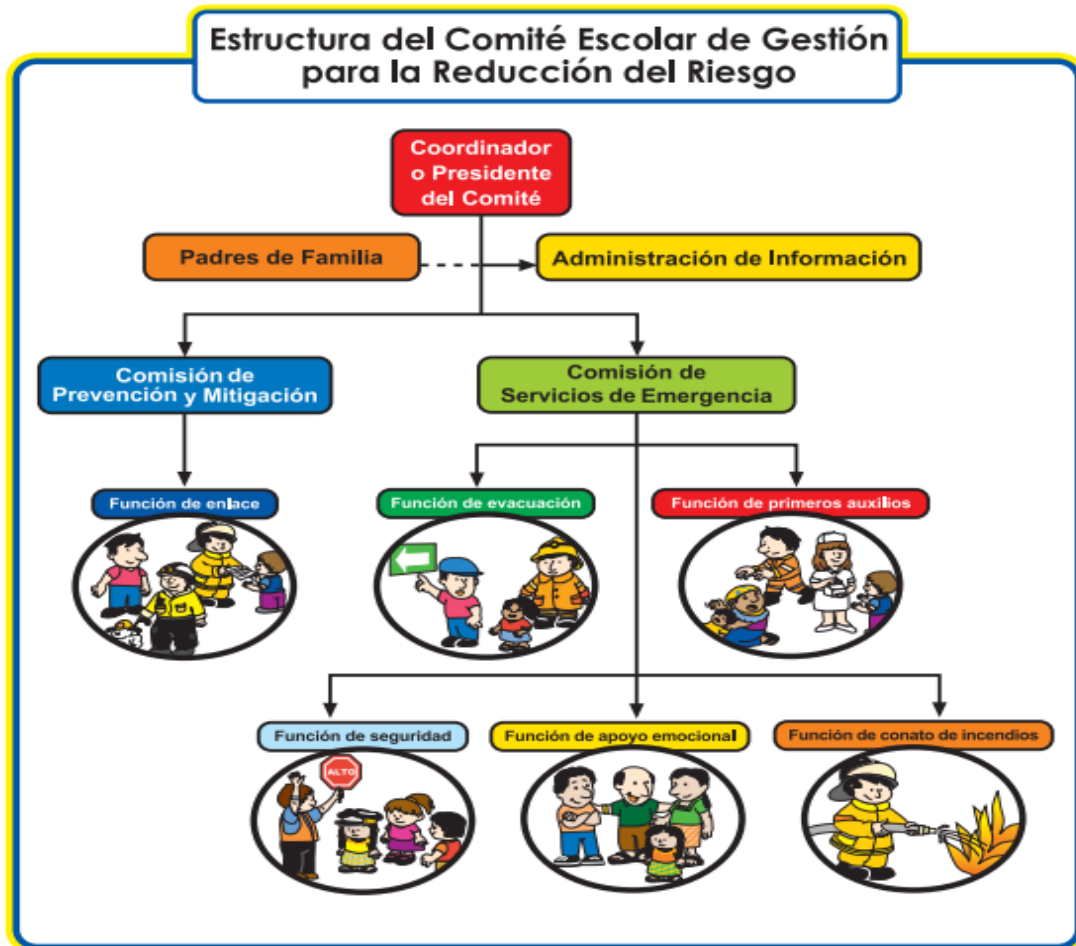 Estructura del Comité Escolar de Gestión
para la Reducción del Riesgo
Coordinador
o Presidente
del Comité
Padres de Familia
Administración de Información
Comisión de
Prevención y Mitigación
Comisión de
Servicios de Emergencia
Función de enlace
Función de evacuación
Función de primeros auxilios
Función de seguridad
Función de apoyo emocional
Función de conato de incendios
ALTO